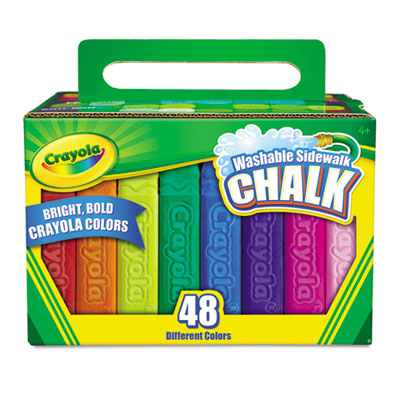 Crayola
4+
Washable Sidewalk
CHALK
BRIGHT, BOLD
CRAYOLA COLORS
Crayola
Crayola
Crayola
Crayola
Crayola
Crayola
Crayola
Crayola
48
Different Colors